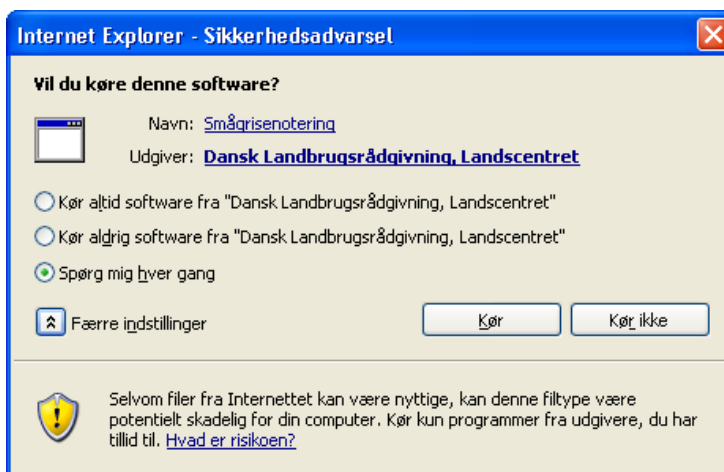 Internet Explorer - Sikkerhedsadvarsel
Vil du køre denne software?
Navn: Smågrisenotering
Udgiver: Dansk Landbrugsrådgivning, Landscentret
Kør altid software fra "Dansk Landbrugsrådgivning, Landscentret"
Kør aldrig software fra "Dansk Landbrugsrådgivning, Landscentret"
Spørg mig hver gang
Færre indstillinger
Kør
Kør ikke
Selvom filer fra Internettet kan være nyttige, kan denne filtype være
potentielt skadelig for din computer. Kør kun programmer fra udgivere, du har
tillid til. Hvad er risikoen?